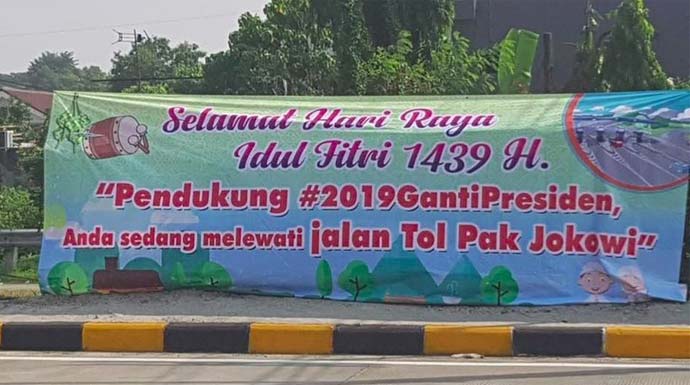 Selamat Hari Raya
Idul Fitri 1439 H.
"Pendukung #2019GantiPresiden,
Anda sedang melewati jalan Tol Pak Jokowi"